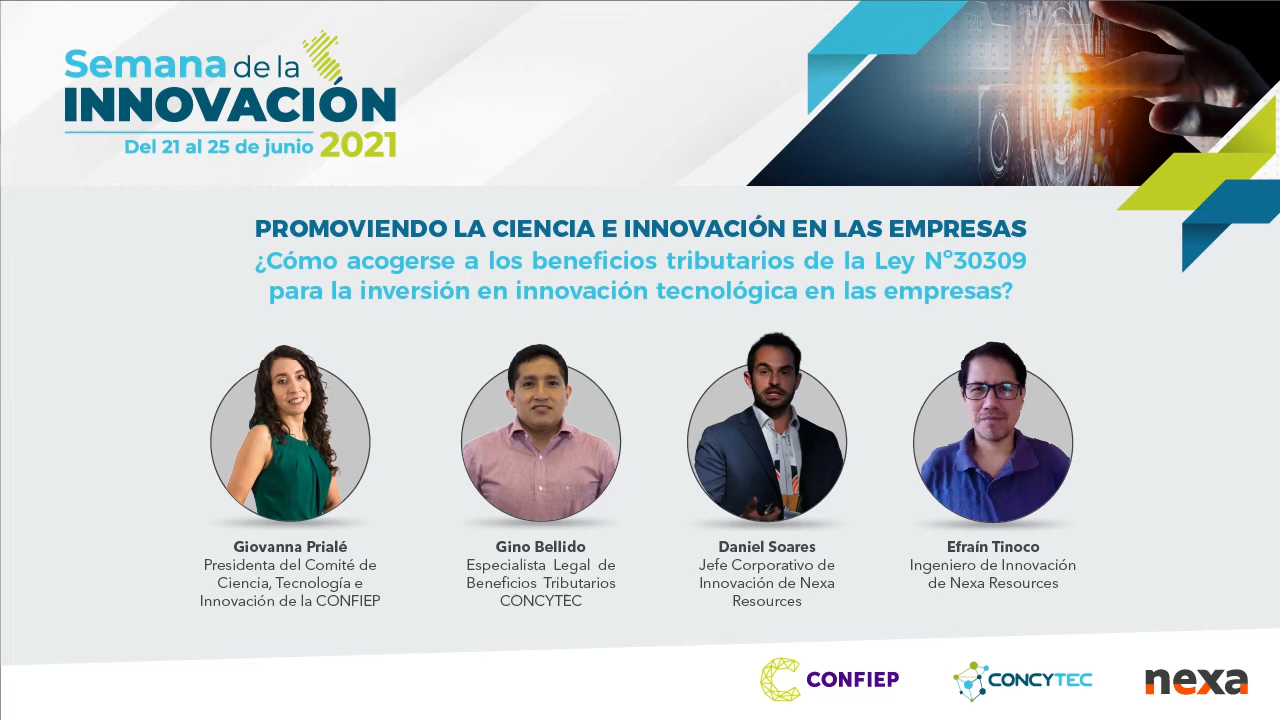 Semana de la
INNOVACIÓN
Del 21 al 25 de junio 2021
PROMOVIENDO LA CIENCIA E INNOVACIÓN EN LAS EMPRESAS
¿Cómo acogerse a los beneficios tributarios de la Ley Nº30309
para la inversión en innovación tecnológica en las empresas?
Giovanna Prialé
Presidenta del Comité de
Ciencia, Tecnología e
Innovación de la CONFIEP
Gino Bellido
Especialista Legal de
Beneficios Tributarios
CONCYTEC
Daniel Soares
Jefe Corporativo de
Innovación de Nexa
Resources
Efraín Tinoco
Ingeniero de Innovación
de Nexa Resources
CONFIEP
CONCYTEC
nexa